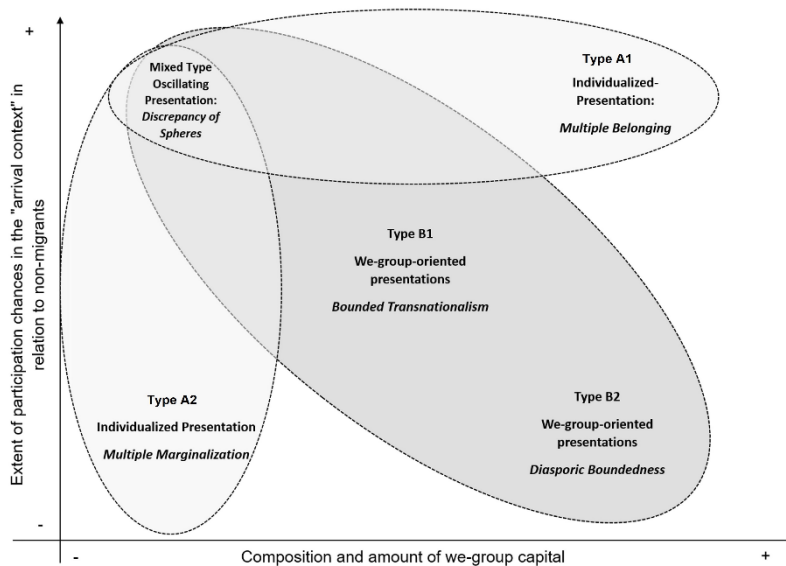 +
Extent of participation chances in the "arrival context" in
relation to non-migrants
-
Mixed Type
Oscillating
Presentation:
Discrepancy of
Spheres
Type A1
Individualized-
Presentation:
Multiple Belonging
Type B1
We-group-oriented
presentations
Bounded Transnationalism
Type A2
Individualized Presentation
Multiple Marginalization
Type B2
We-group-oriented
presentations
Diasporic Boundedness
-
Composition and amount of we-group capital
+